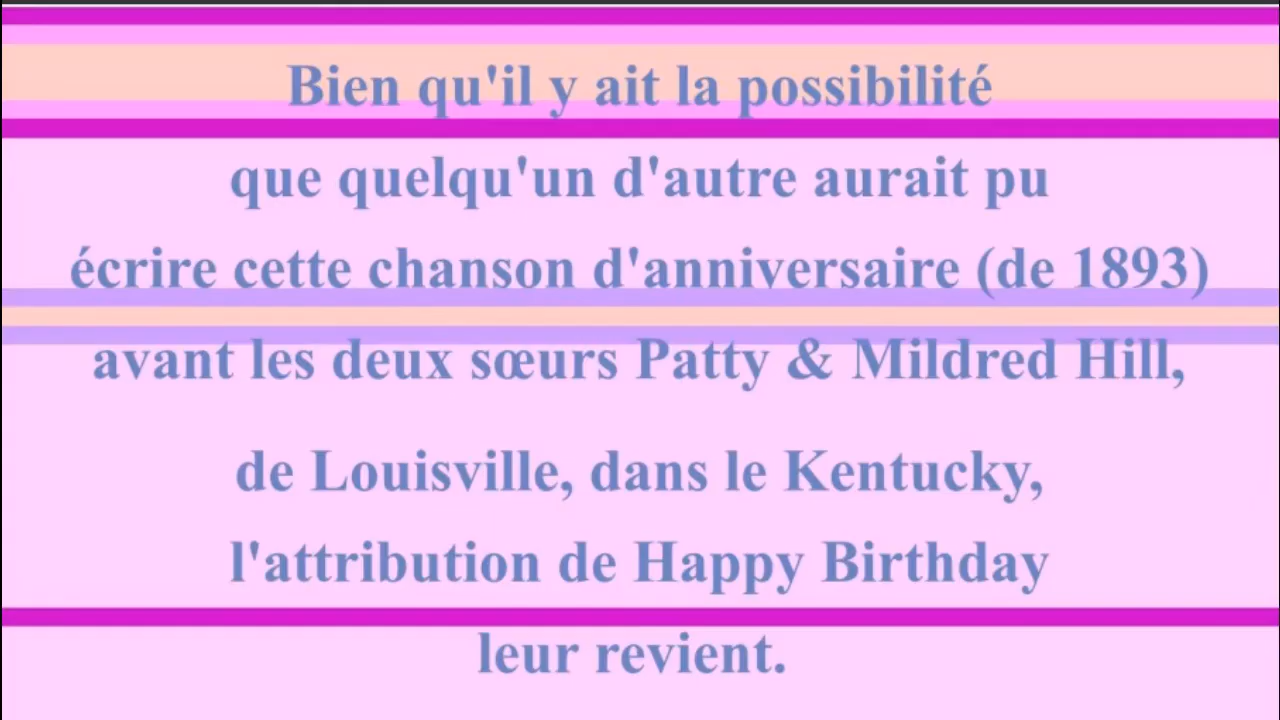 Bien qu'il y ait la possibilité
que quelqu'un d'autre aurait pu
écrire cette chanson d'anniversaire (de 1893)
avant les deux sœurs Patty & Mildred Hill,
de Louisville, dans le Kentucky,
l'attribution de Happy Birthday
leur revient.